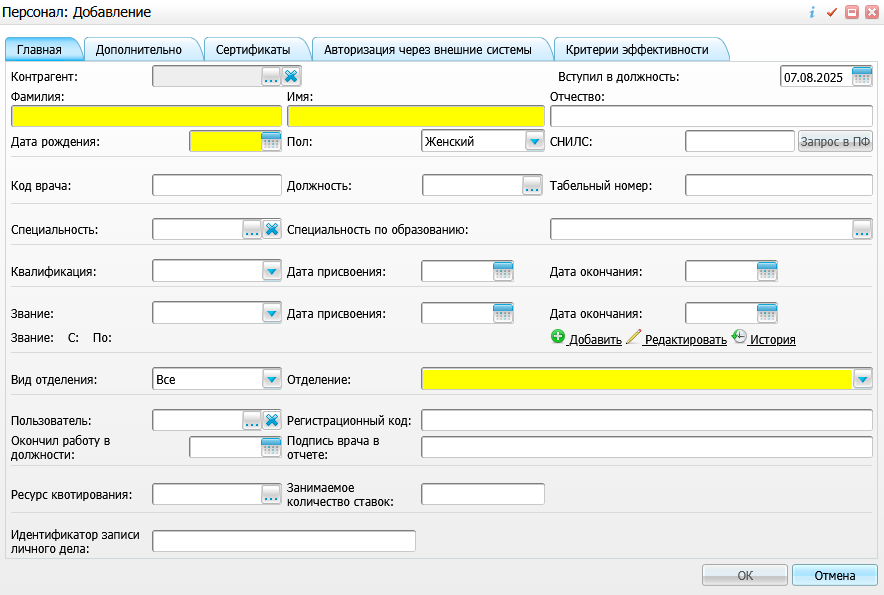 Персонал: Добавление
Главная Дополнительно Сертификаты Авторизация через внешние системы Критерии эффективности
Контрагент: ... Вступил в должность: 07.08.2025
Фамилия: Имя: Отчество:
Дата рождения: Пол: Женский СНИЛС: Запрос в ПФ
Код врача: Должность: ... Табельный номер:
Специальность: ... Специальность по образованию: ...
Квалификация: Дата присвоения: Дата окончания:
Звание: Дата присвоения: Дата окончания:
Звание: С: По: Добавить Редактировать История
Вид отделения: Все Отделение:
Пользователь: ... Регистрационный код:
Окончил работу в должности: Подпись врача в отчете:
Ресурс квотирования: ... Занимаемое количество ставок:
Идентификатор записи
личного дела:
OK Отмена